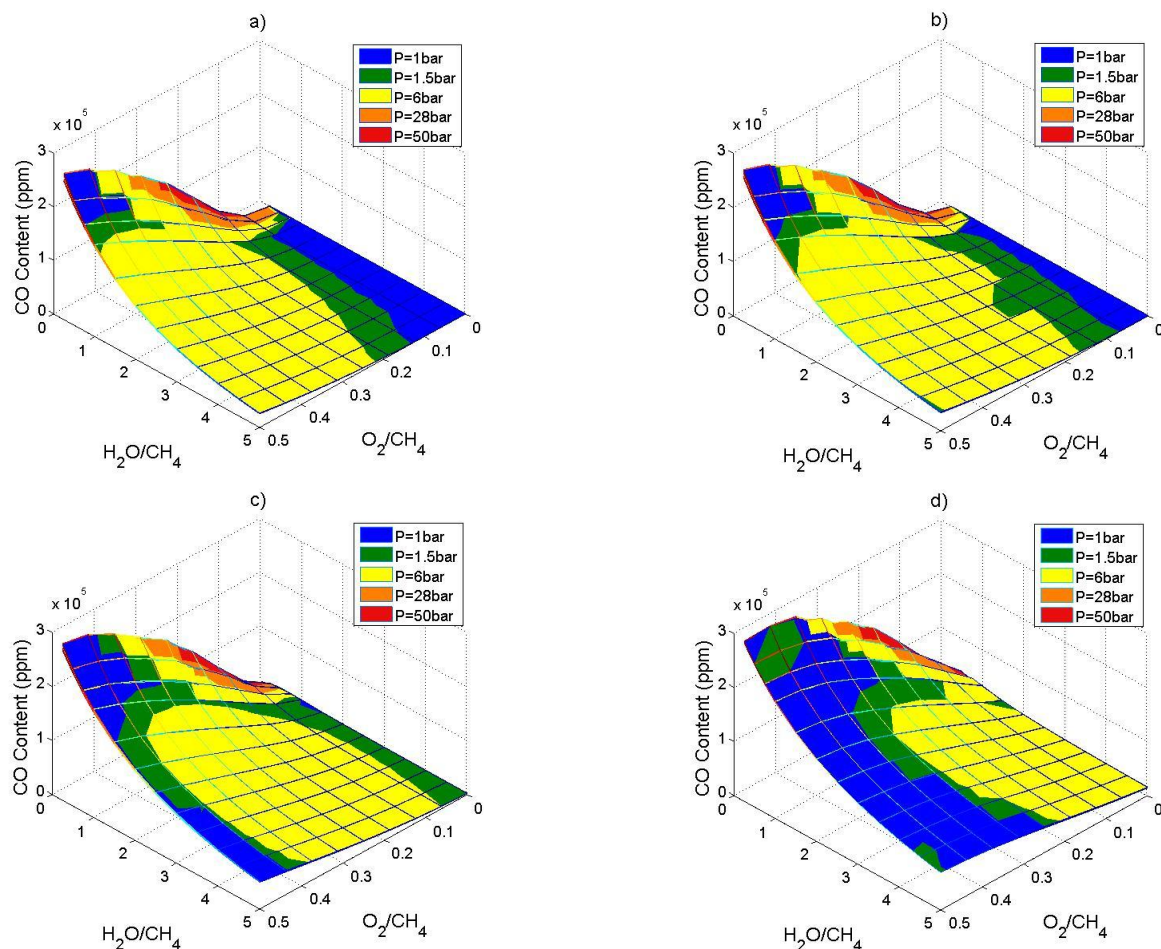 a)
P=1bar
P=1.5bar
P=6bar
P=28bar
P=50bar
x 10^5
3
2
1
0
CO Content (ppm)
0
1
2
3
4
5
H2O/CH4
0.5
0.4
0.3
0.2
0.1
0
O2/CH4
b)
P=1bar
P=1.5bar
P=6bar
P=28bar
P=50bar
x 10^5
3
2
1
0
CO Content (ppm)
0
1
2
3
4
5
H2O/CH4
0.5
0.4
0.3
0.2
0.1
0
O2/CH4
c)
P=1bar
P=1.5bar
P=6bar
P=28bar
P=50bar
x 10^5
3
2
1
0
CO Content (ppm)
0
1
2
3
4
5
H2O/CH4
0.5
0.4
0.3
0.2
0.1
0
O2/CH4
d)
P=1bar
P=1.5bar
P=6bar
P=28bar
P=50bar
x 10^5
3
2
1
0
CO Content (ppm)
0
1
2
3
4
5
H2O/CH4
0.5
0.4
0.3
0.2
0.1
0
O2/CH4